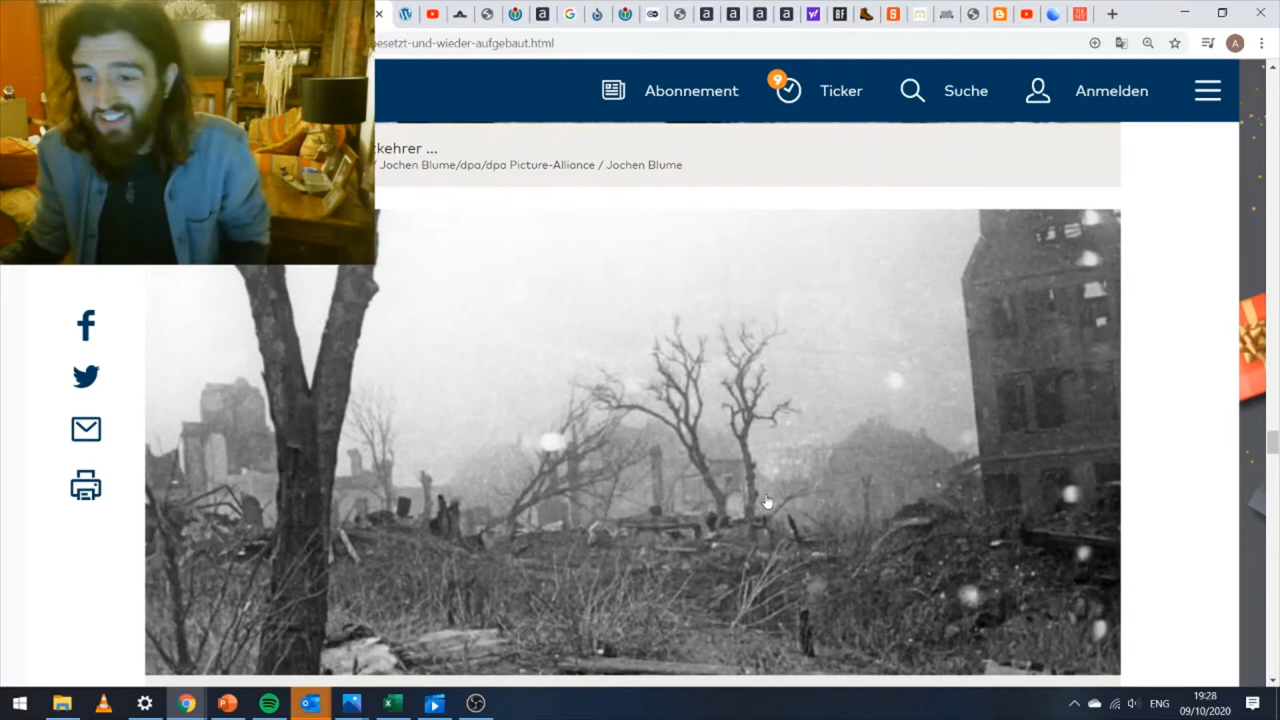 esetzt-und-wieder-aufgebaut.html
Abonnement
9
Ticker
Suche
Anmelden
kehrer ...
/ Jochen Blume/dpa/dpa Picture-Alliance / Jochen Blume
ENG
19:28
09/10/2020